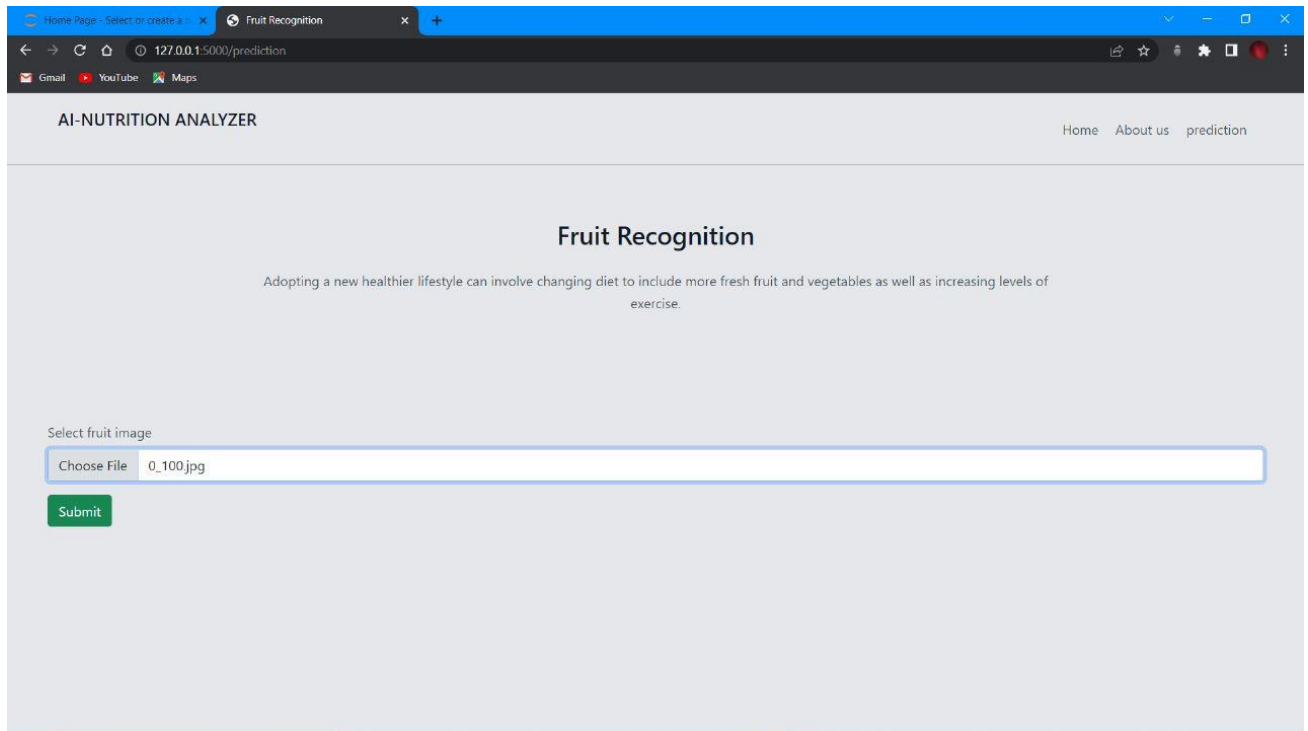 Home Page - Select or create a n
Fruit Recognition
127.0.0.1:5000/prediction
Gmail YouTube Maps
AI-NUTRITION ANALYZER
Home About us prediction
Fruit Recognition
Adopting a new healthier lifestyle can involve changing diet to include more fresh fruit and vegetables as well as increasing levels of
exercise.
Select fruit image
Choose File 0_100.jpg
Submit